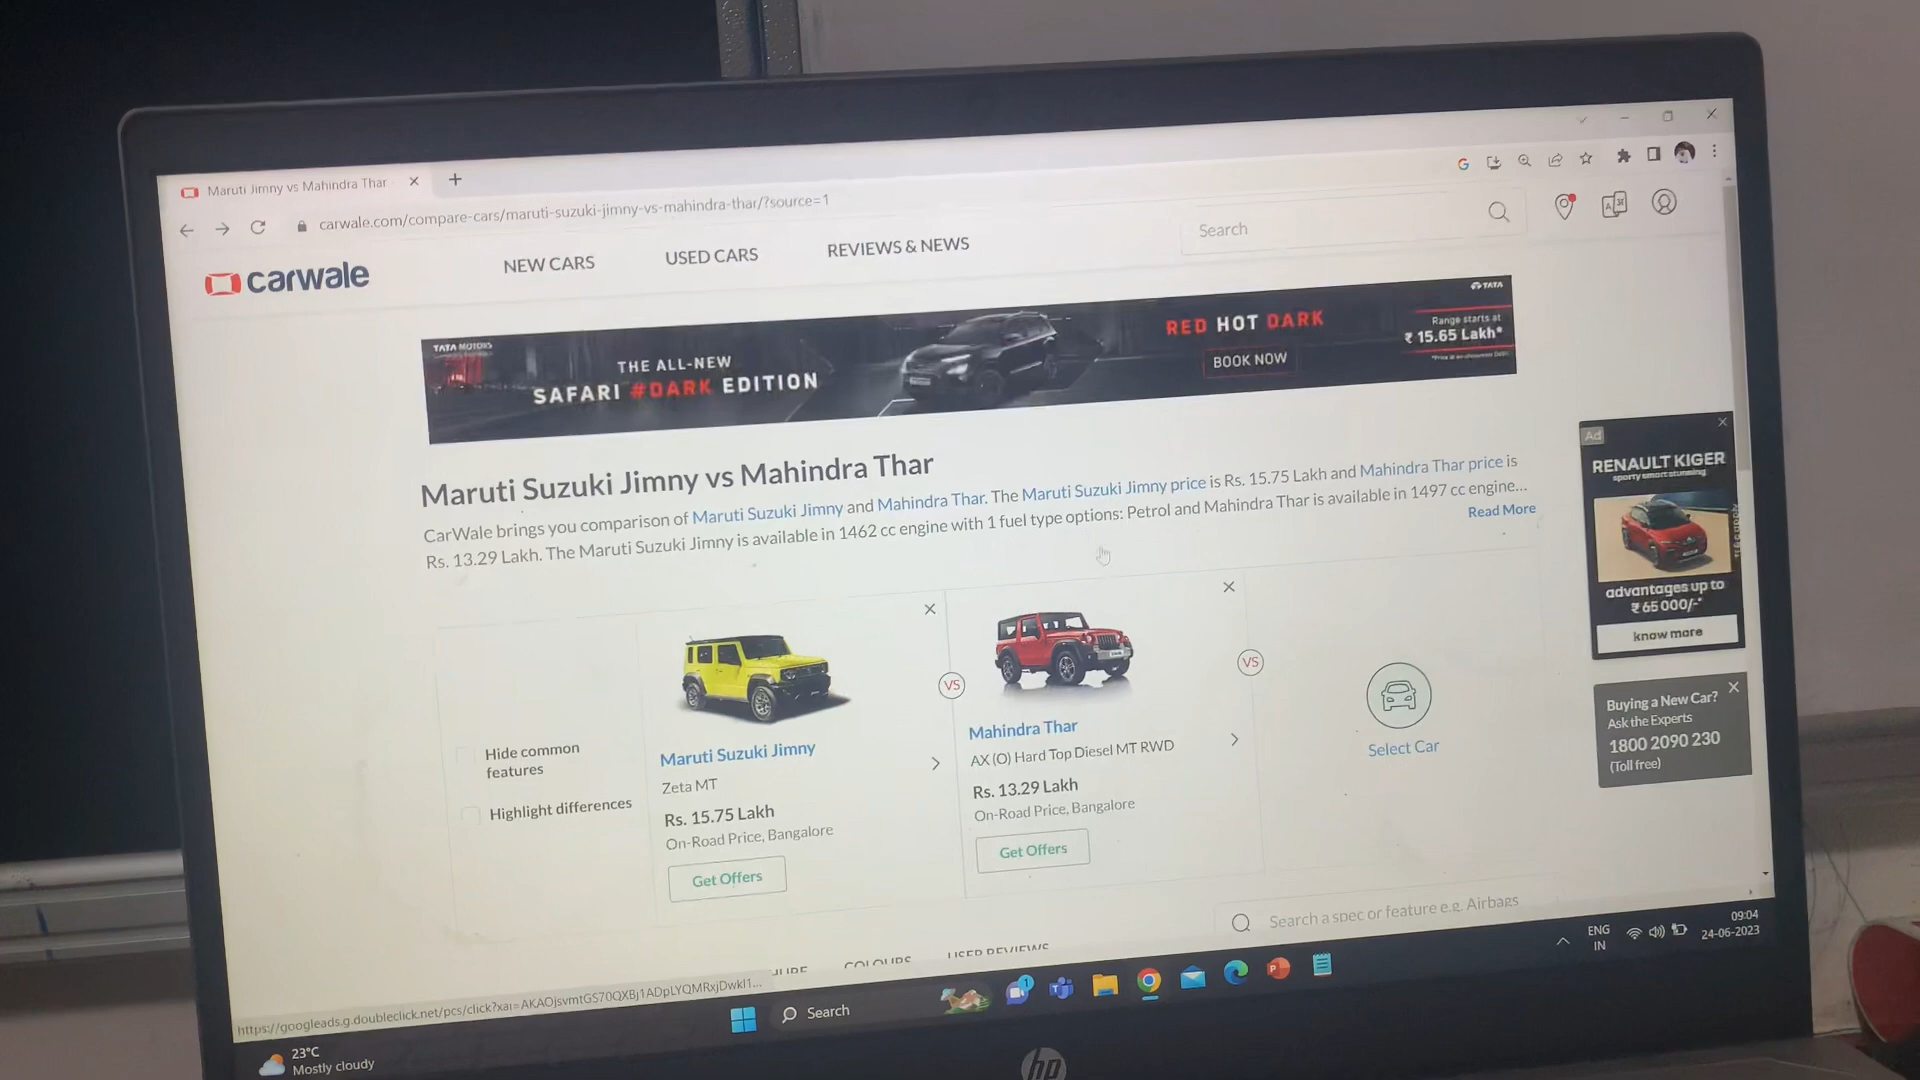 Maruti Jimny vs Mahindra Thar
carwale.com/compare-cars/maruti-suzuki-jimny-vs-mahindra-thar/?source=1
carwale
NEW CARS
USED CARS
REVIEWS & NEWS
Search
TATA MOTORS
THE ALL-NEW
SAFARI #DARK EDITION
RED HOT DARK
BOOK NOW
TATA
Range starts at
₹ 15.65 Lakh*
Maruti Suzuki Jimny vs Mahindra Thar
CarWale brings you comparison of Maruti Suzuki Jimny and Mahindra Thar. The Maruti Suzuki Jimny price is Rs. 15.75 Lakh and Mahindra Thar price is
Rs. 13.29 Lakh. The Maruti Suzuki Jimny is available in 1462 cc engine with 1 fuel type options: Petrol and Mahindra Thar is available in 1497 cc engine...
Read More
Ad
RENAULT KIGER
sporty smart stunning
advantages up to
₹ 65 000/-*
know more
Hide common
features
Highlight differences
VS
Maruti Suzuki Jimny
Zeta MT
Rs. 15.75 Lakh
On-Road Price, Bangalore
Get Offers
VS
Mahindra Thar
AX (O) Hard Top Diesel MT RWD
Rs. 13.29 Lakh
On-Road Price, Bangalore
Get Offers
Select Car
Buying a New Car?
Ask the Experts
1800 2090 230
(Toll free)
Search a spec or feature e.g. Airbags
COLOURS
USER REVIEWS
ENG
IN
09:04
24-06-2023
Search
23°C
Mostly cloudy
hp